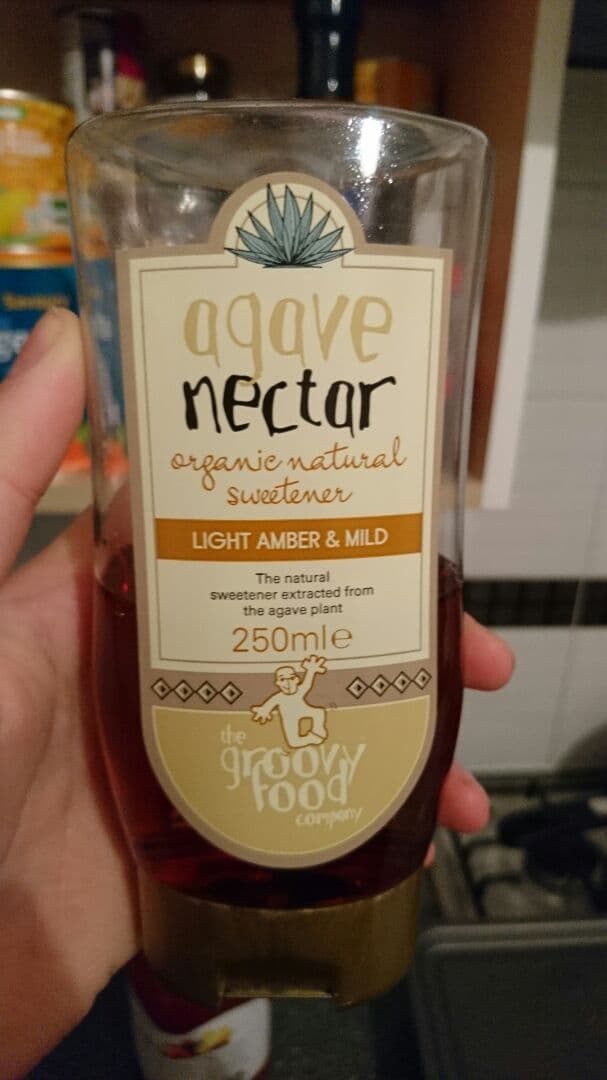 agave
nectar
organic natural
sweetener
LIGHT AMBER & MILD
The natural
sweetener extracted from
the agave plant
250ml℮
the
groovy
food
company